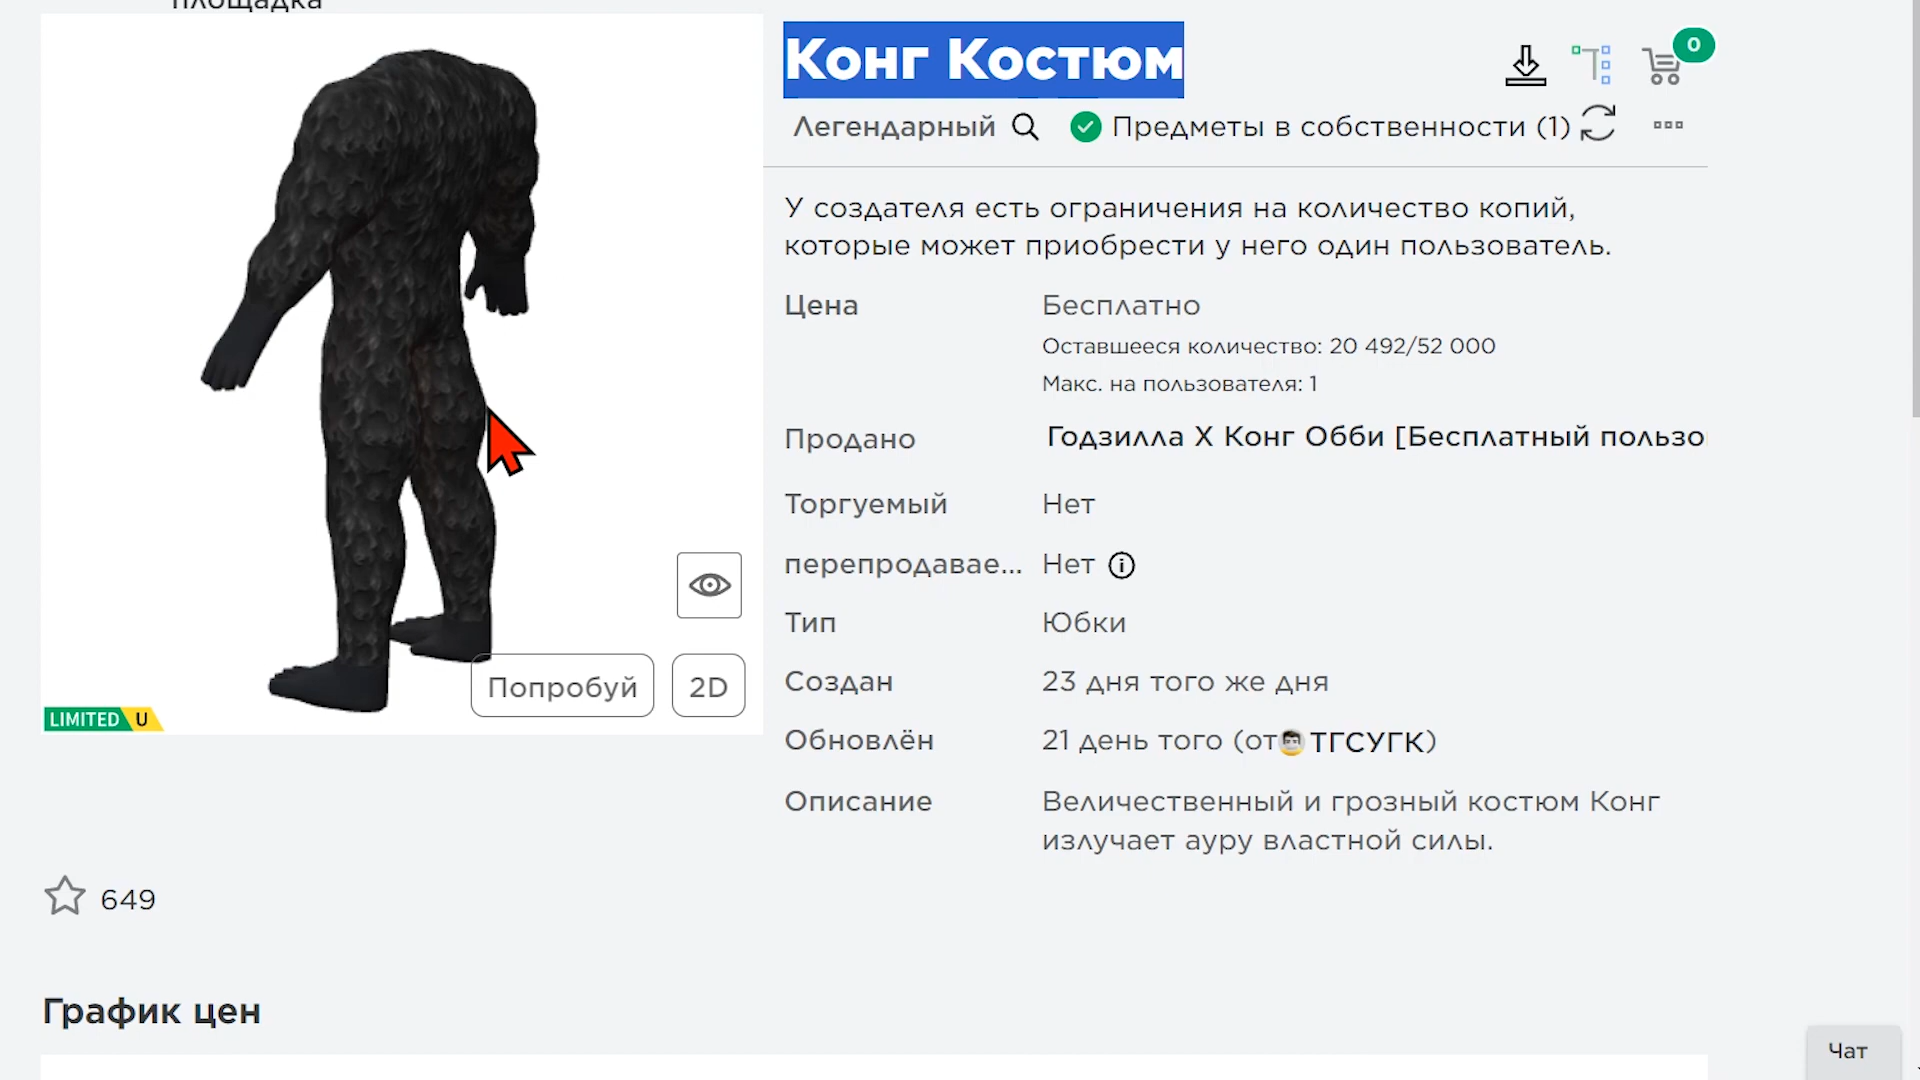 площадка
Конг Костюм
0
Легендарный
Предметы в собственности (1)
У создателя есть ограничения на количество копий,
которые может приобрести у него один пользователь.
Цена Бесплатно
Оставшееся количество: 20 492/52 000
Макс. на пользователя: 1
Продано Годзилла X Конг Обби [Бесплатный пользо
Торгуемый Нет
перепродавае... Нет
Тип Юбки
Попробуй 2D
Создан 23 дня того же дня
LIMITED U
Обновлён 21 день того (от ТГСУГК)
Описание Величественный и грозный костюм Конг
излучает ауру властной силы.
649
График цен
Чат